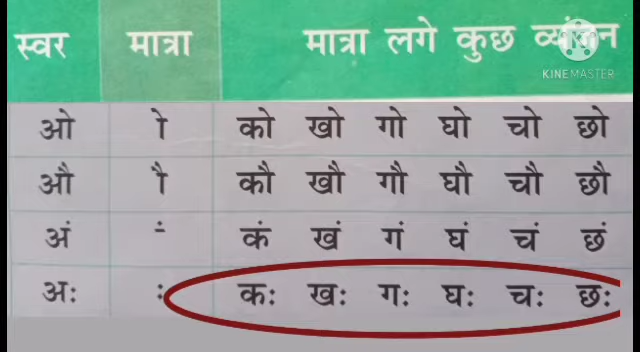 स्वर मात्रा मात्रा लगे कुछ व्यंजन
KINEMASTER
ओ ो को खो गो घो चो छो
औ ौ कौ खौ गौ घौ चौ छौ
अं ं कं खं गं घं चं छं
अः ः कः खः गः घः चः छः